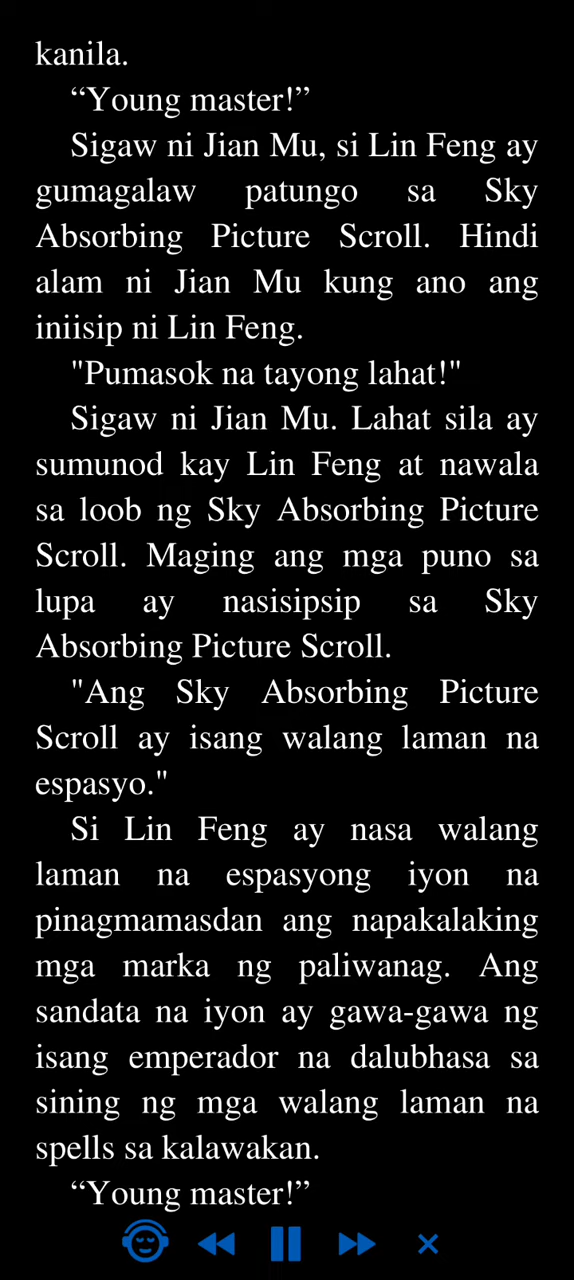 kanila.
“Young master!”
Sigaw ni Jian Mu, si Lin Feng ay
gumagalaw patungo sa Sky
Absorbing Picture Scroll. Hindi
alam ni Jian Mu kung ano ang
iniisip ni Lin Feng.
"Pumasok na tayong lahat!"
Sigaw ni Jian Mu. Lahat sila ay
sumunod kay Lin Feng at nawala
sa loob ng Sky Absorbing Picture
Scroll. Maging ang mga puno sa
lupa ay nasisipsip sa Sky
Absorbing Picture Scroll.
"Ang Sky Absorbing Picture
Scroll ay isang walang laman na
espasyo."
Si Lin Feng ay nasa walang
laman na espasyong iyon na
pinagmamasdan ang napakalaking
mga marka ng paliwanag. Ang
sandata na iyon ay gawa-gawa ng
isang emperador na dalubhasa sa
sining ng mga walang laman na
spells sa kalawakan.
“Young master!”